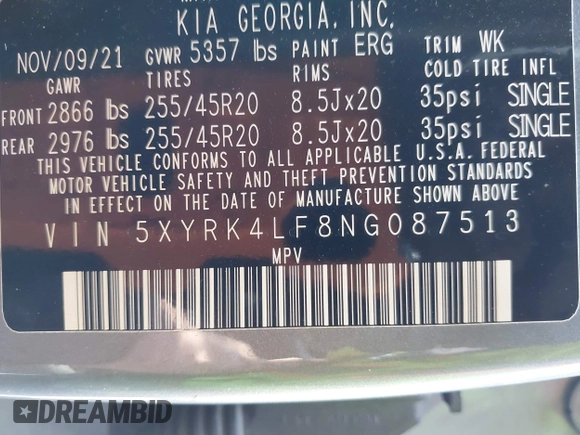 KIA GEORGIA, INC.
NOV/09/21 GVWR 5357 lbs PAINT ERG TRIM WK
GAWR TIRES RIMS COLD TIRE INFL
FRONT 2866 lbs 255/45R20 8.5Jx20 35psi SINGLE
REAR 2976 lbs 255/45R20 8.5Jx20 35psi SINGLE
THIS VEHICLE CONFORMS TO ALL APPLICABLE U.S.A. FEDERAL
MOTOR VEHICLE SAFETY AND THEFT PREVENTION STANDARDS
IN EFFECT ON THE DATE OF MANUFACTURE SHOWN ABOVE.
VIN 5XYRK4LF8NG087513
MPV
DREAMBID